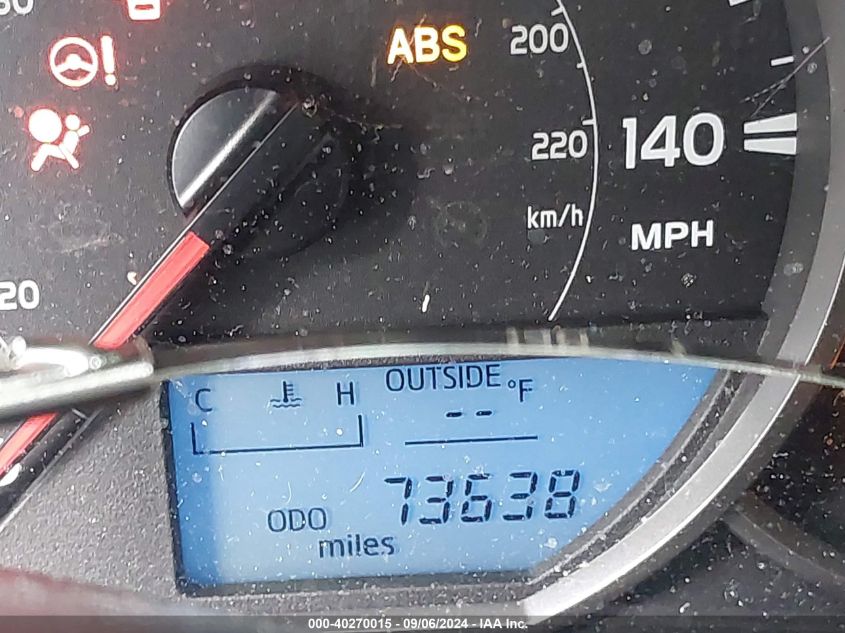 ABS
200
220
140
km/h
MPH
20
C H OUTSIDE °F
--
ODO 73638
miles
000-40270015 - 09/06/2024 - IAA Inc.